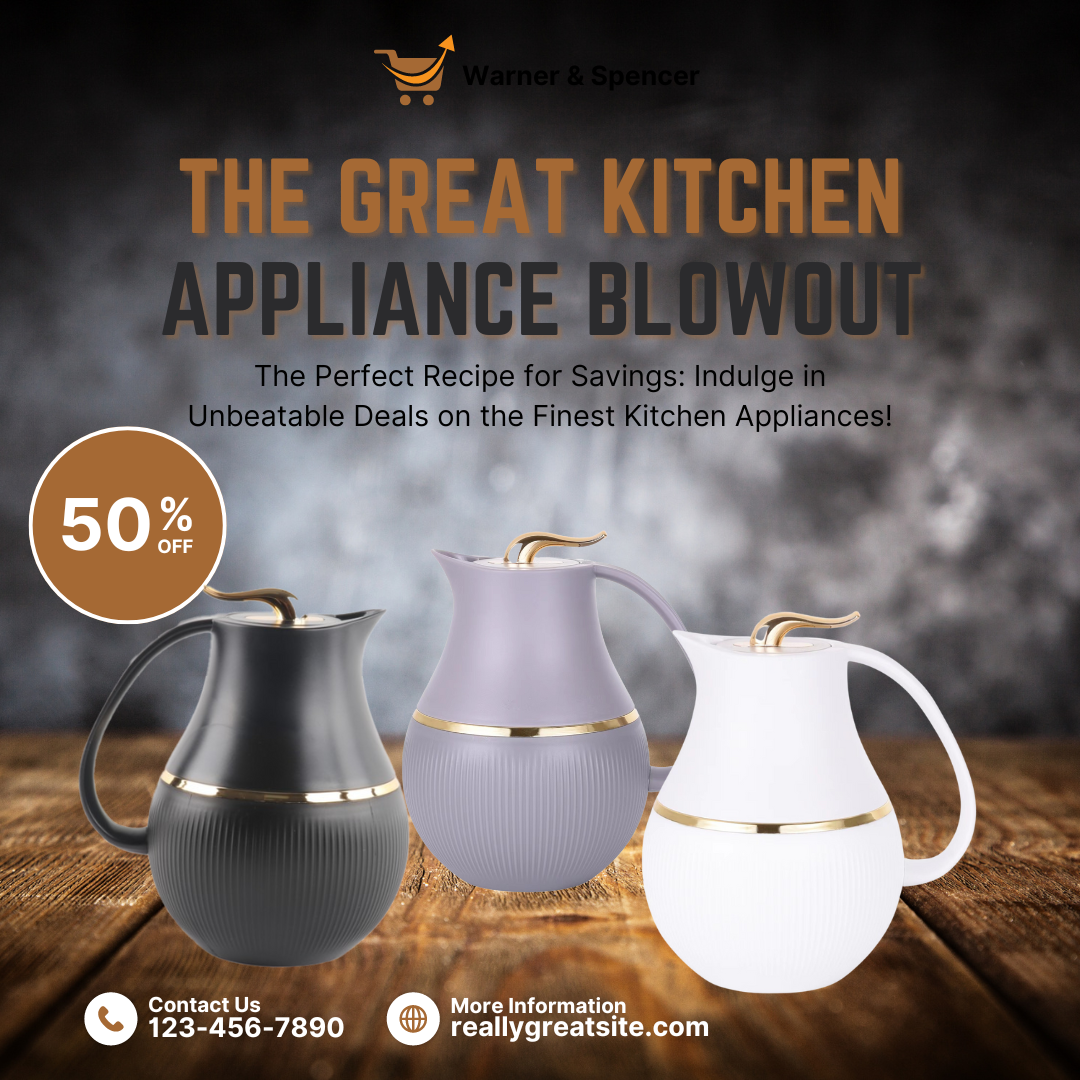 Warner & Spencer
THE GREAT KITCHEN
APPLIANCE BLOWOUT
The Perfect Recipe for Savings: Indulge in
Unbeatable Deals on the Finest Kitchen Appliances!
50%
OFF
Contact Us
123-456-7890
More Information
reallygreatsite.com